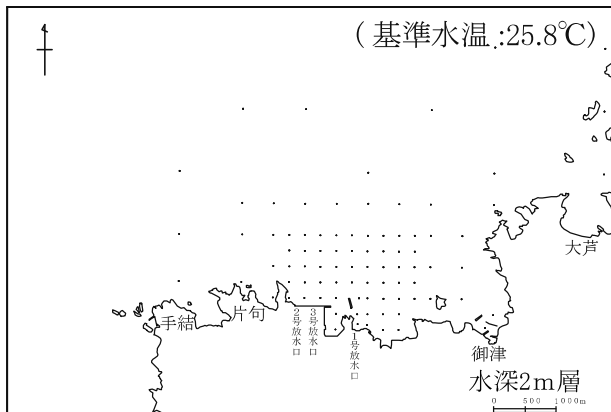 (基準水温:25.8℃)
大芦
手結
片句
2号放水口
3号放水口
1号放水口
御津
水深2m層
0 500 1000m